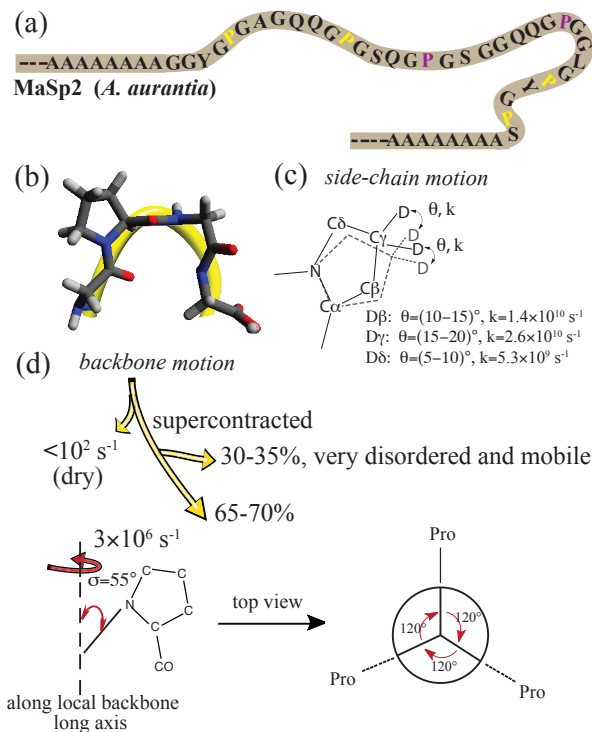 (a)
---AAAAAAAAGGYGPGAGQQGPGSQGPGSGGQQGPGGLGPYGPS
MaSp2 (A. aurantia)
----AAAAAAAA
(b)
(c) side-chain motion
D θ, k
Cδ Cγ D
D θ, k
D
N Cβ
Cα
Dβ: θ=(10–15)°, k=1.4×10¹⁰ s⁻¹
Dγ: θ=(15–20)°, k=2.6×10¹⁰ s⁻¹
Dδ: θ=(5–10)°, k=5.3×10⁹ s⁻¹
(d) backbone motion
supercontracted
<10² s⁻¹
(dry)
30-35%, very disordered and mobile
65-70%
3×10⁶ s⁻¹
σ=55°
C C
C
N
C
CO
along local backbone
long axis
top view
Pro
120° 120°
120°
Pro Pro